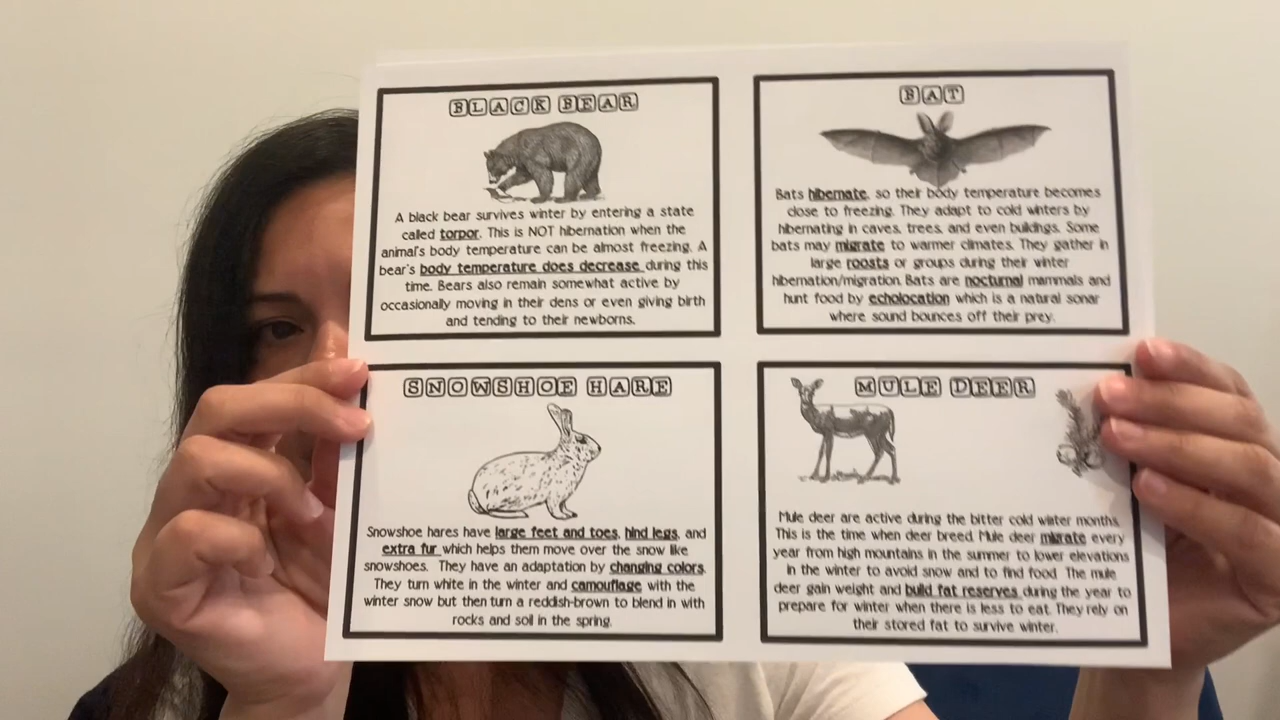 BLACK BEAR
A black bear survives winter by entering a state
called torpor. This is NOT hibernation when the
animal's body temperature can be almost freezing. A
bear's body temperature does decrease during this
time. Bears also remain somewhat active by
occasionally moving in their dens or even giving birth
and tending to their newborns.
BAT
Bats hibernate, so their body temperature becomes
close to freezing. They adapt to cold winters by
hibernating in caves, trees, and even buildings. Some
bats may migrate to warmer climates. They gather in
large roosts or groups during their winter
hibernation/migration. Bats are nocturnal mammals and
hunt food by echolocation which is a natural sonar
where sound bounces off their prey.
SNOWSHOE HARE
Snowshoe hares have large feet and toes, hind legs, and
extra fur which helps them move over the snow like
snowshoes. They have an adaptation by changing colors.
They turn white in the winter and camouflage with the
winter snow but then turn a reddish-brown to blend in with
rocks and soil in the spring.
MULE DEER
Mule deer are active during the bitter cold winter months.
This is the time when deer breed. Mule deer migrate every
year from high mountains in the summer to lower elevations
in the winter to avoid snow and to find food. The mule
deer gain weight and build fat reserves during the year to
prepare for winter when there is less to eat. They rely on
their stored fat to survive winter.